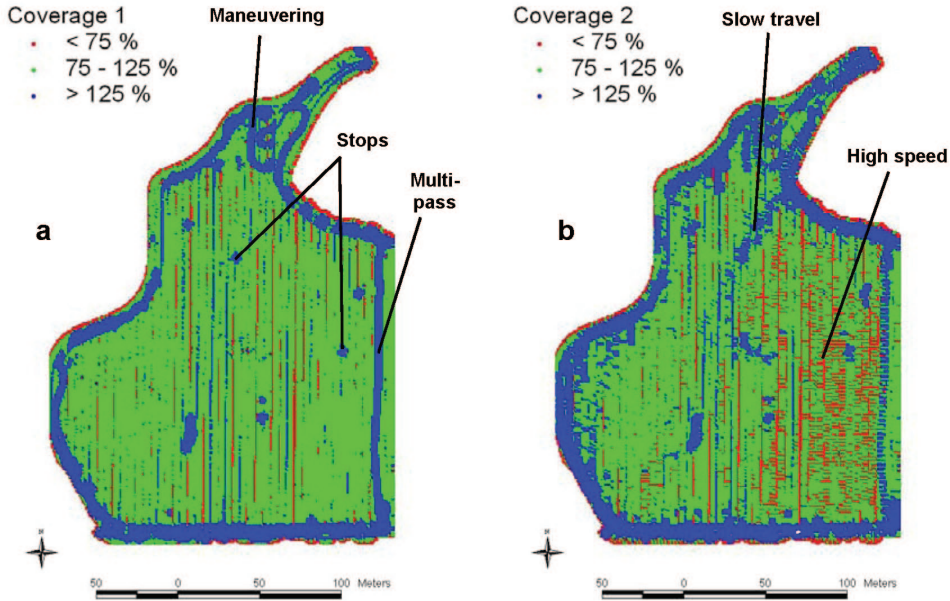 Coverage 1
< 75 %
75 - 125 %
> 125 %
Maneuvering
Stops
Multi-
pass
a
50 0 50 100 Meters
Coverage 2
< 75 %
75 - 125 %
> 125 %
Slow travel
High speed
b
50 0 50 100 Meters